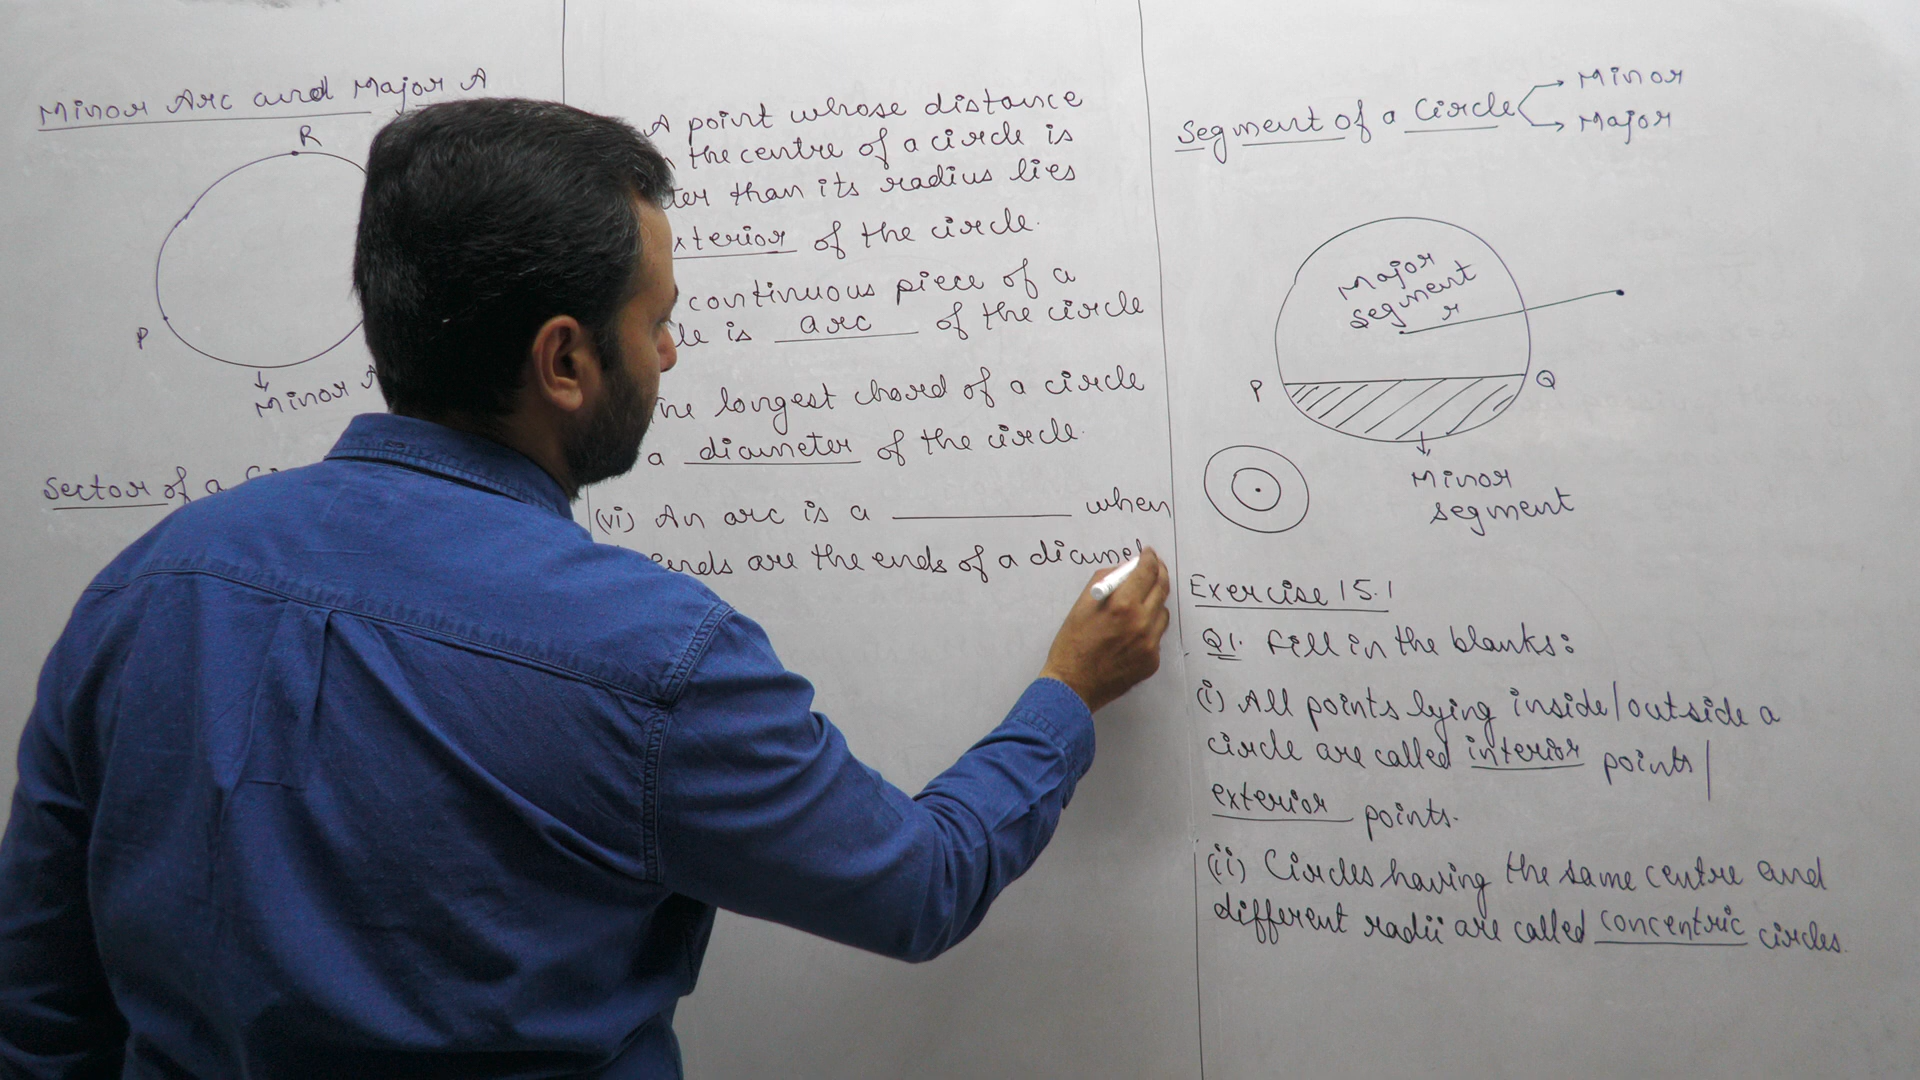 Minor Arc and Major A
R
P
Minor A
Sector of a
A point whose distance
the centre of a circle is
ter than its radius lies
xterior of the circle.
continuous piece of a
le is arc of the circle
longest chord of a circle
a diameter of the circle.
(vi) An arc is a ________ when
ends are the ends of a diamet
Segment of a Circle
Minor
Major
Major
segment
r
P
Q
Minor
segment
Exercise 15.1
Q1. Fill in the blanks:
(i) All points lying inside/outside a
circle are called interior points/
exterior points.
(ii) Circles having the same centre and
different radii are called concentric circles.